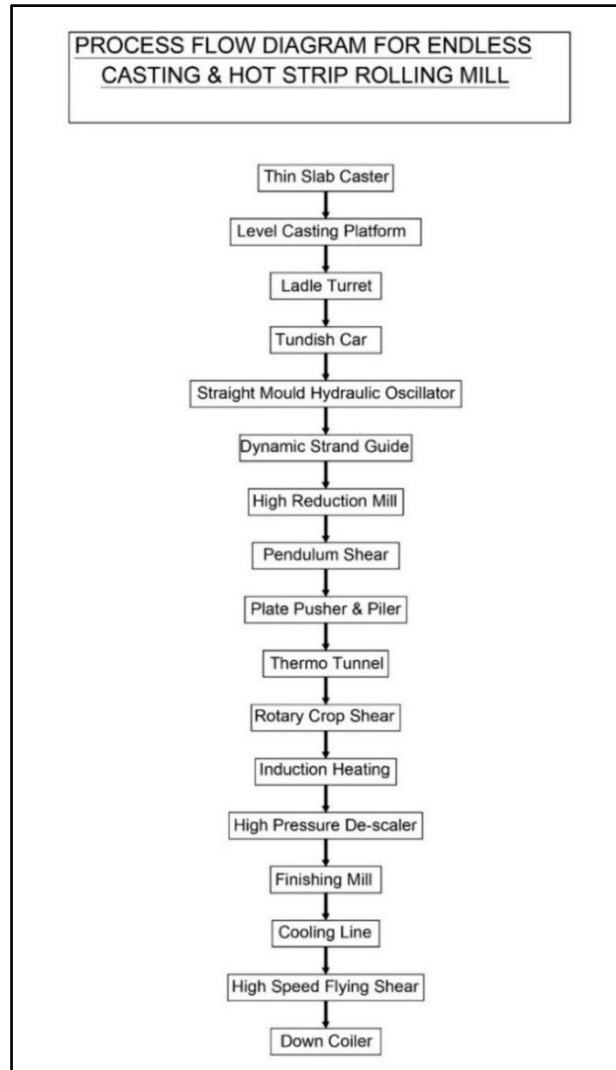 PROCESS FLOW DIAGRAM FOR ENDLESS
CASTING & HOT STRIP ROLLING MILL
Thin Slab Caster
Level Casting Platform
Ladle Turret
Tundish Car
Straight Mould Hydraulic Oscillator
Dynamic Strand Guide
High Reduction Mill
Pendulum Shear
Plate Pusher & Piler
Thermo Tunnel
Rotary Crop Shear
Induction Heating
High Pressure De-scaler
Finishing Mill
Cooling Line
High Speed Flying Shear
Down Coiler